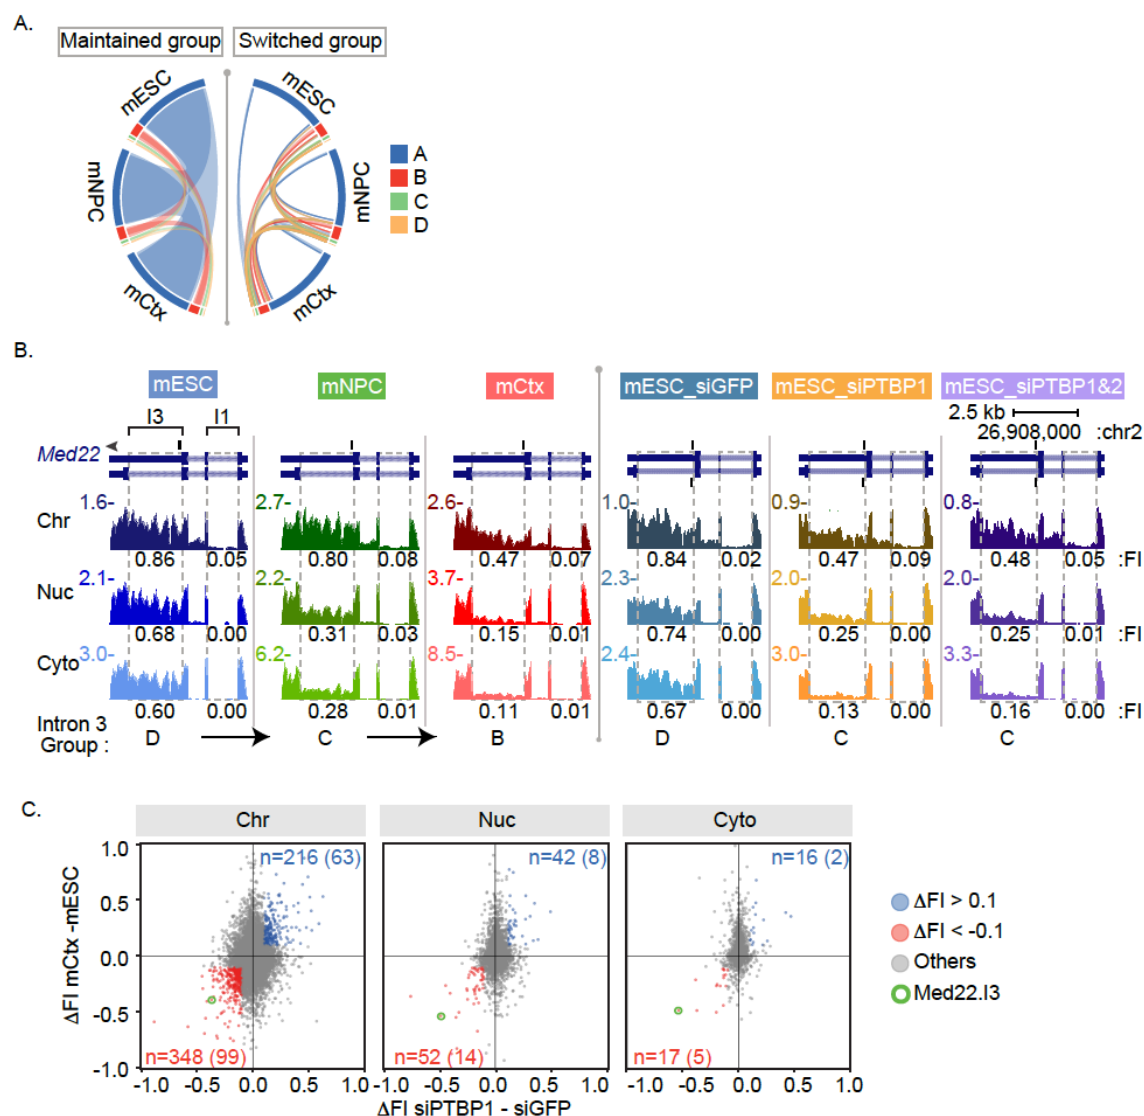 A.
Maintained group Switched group
mESC
mNPC
mCtx
mESC
mNPC
mCtx
A
B
C
D
B.
mESC mNPC mCtx mESC_siGFP mESC_siPTBP1 mESC_siPTBP1&2
2.5 kb
I3 I1 26,908,000 :chr2
Med22
1.6- 2.7- 2.6- 1.0- 0.9- 0.8-
Chr
0.86 0.05 0.80 0.08 0.47 0.07 0.84 0.02 0.47 0.09 0.48 0.05 :FI
2.1- 2.2- 3.7- 2.3- 2.0- 2.0-
Nuc
0.68 0.00 0.31 0.03 0.15 0.01 0.74 0.00 0.25 0.00 0.25 0.01 :FI
3.0- 6.2- 8.5- 2.4- 3.0- 3.3-
Cyto
0.60 0.00 0.28 0.01 0.11 0.01 0.67 0.00 0.13 0.00 0.16 0.00 :FI
Intron 3
Group : D C B D C C
C.
Chr Nuc Cyto
1.0 0.5 0.0 -0.5 -1.0
ΔFI mCtx -mESC
n=216 (63) n=42 (8) n=16 (2)
n=348 (99) n=52 (14) n=17 (5)
-1.0 -0.5 0.0 0.5 1.0 -1.0 -0.5 0.0 0.5 1.0 -1.0 -0.5 0.0 0.5 1.0
ΔFI siPTBP1 - siGFP
ΔFI > 0.1
ΔFI < -0.1
Others
Med22.I3